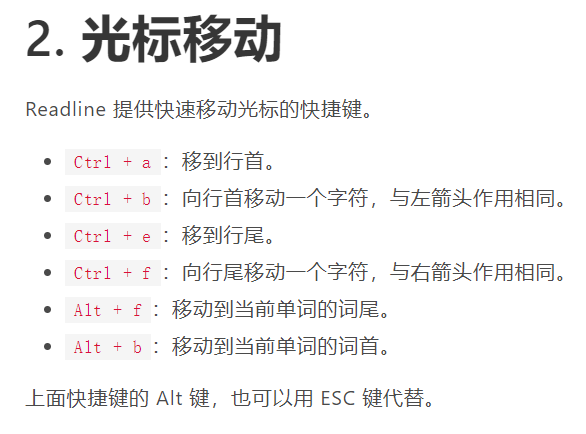 2. 光标移动
Readline 提供快速移动光标的快捷键。
Ctrl + a：移到行首。
Ctrl + b：向行首移动一个字符，与左箭头作用相同。
Ctrl + e：移到行尾。
Ctrl + f：向行尾移动一个字符，与右箭头作用相同。
Alt + f：移动到当前单词的词尾。
Alt + b：移动到当前单词的词首。
上面快捷键的 Alt 键，也可以用 ESC 键代替。